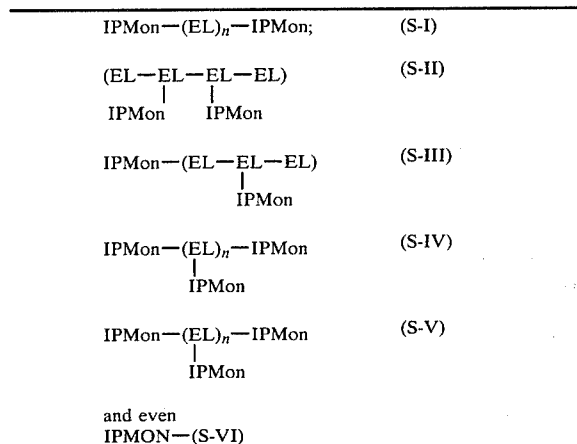 IPMon—(EL)n—IPMon; (S-I)
(EL—EL—EL—EL) (S-II)
IPMon IPMon
IPMon—(EL—EL—EL) (S-III)
IPMon
IPMon—(EL)n—IPMon (S-IV)
IPMon
IPMon—(EL)n—IPMon (S-V)
IPMon
and even
IPMON—(S-VI)